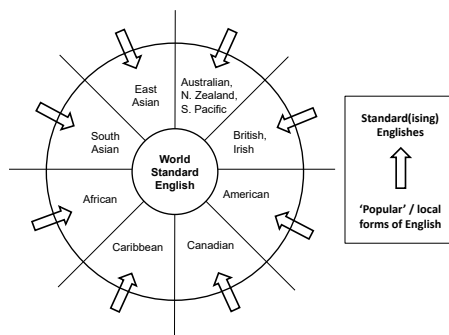 East
Asian
Australian,
N. Zealand,
S. Pacific
South
Asian
British,
Irish
World
Standard
English
African
American
Caribbean
Canadian
Standard(ising)
Englishes
'Popular' / local
forms of English